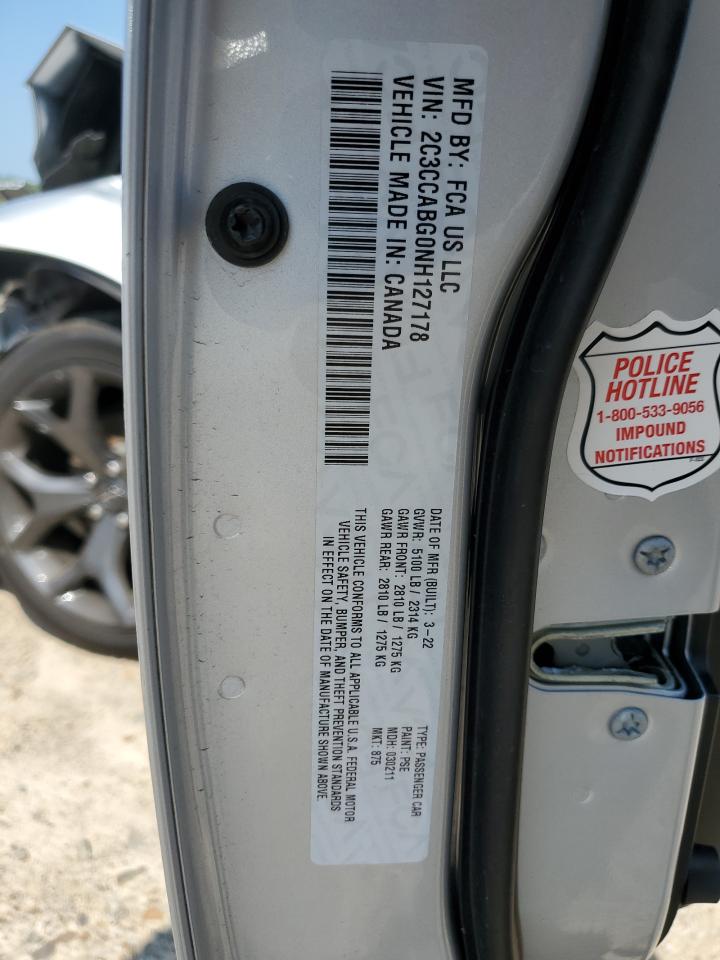 MFD BY: FCA US LLC
VIN: 2C3CCABG0NH127178
VEHICLE MADE IN: CANADA
DATE OF MFR (BUILT): 3-22
GVWR: 5100 LB / 2314 KG
GAWR FRONT: 2810 LB / 1275 KG
GAWR REAR: 2810 LB / 1275 KG
THIS VEHICLE CONFORMS TO ALL APPLICABLE U.S.A. FEDERAL MOTOR
VEHICLE SAFETY, BUMPER, AND THEFT PREVENTION STANDARDS
IN EFFECT ON THE DATE OF MANUFACTURE SHOWN ABOVE.
TYPE: PASSENGER CAR
PAINT: PSE
MDH: 030211
MKT: 875
POLICE
HOTLINE
1-800-533-9056
IMPOUND
NOTIFICATIONS